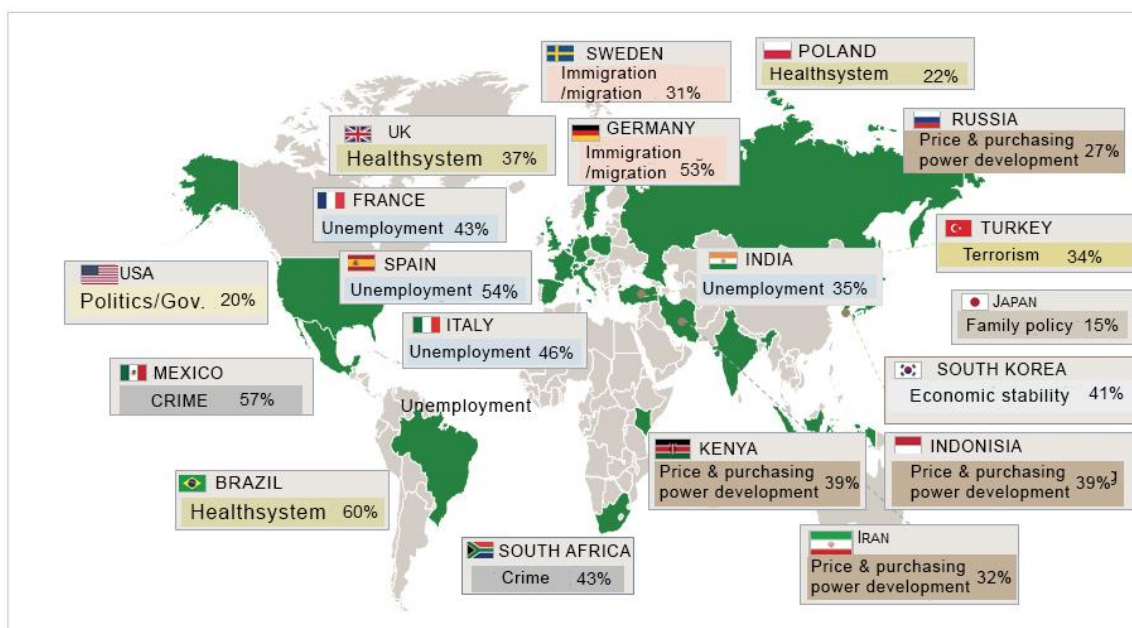 SWEDEN
Immigration
/migration 31%
POLAND
Healthsystem 22%
UK
Healthsystem 37%
GERMANY
Immigration
/migration 53%
RUSSIA
Price & purchasing
power development 27%
FRANCE
Unemployment 43%
TURKEY
Terrorism 34%
USA
Politics/Gov. 20%
SPAIN
Unemployment 54%
INDIA
Unemployment 35%
JAPAN
Family policy 15%
ITALY
Unemployment 46%
MEXICO
CRIME 57%
SOUTH KOREA
Economic stability 41%
Unemployment
KENYA
Price & purchasing
power development 39%
INDONISIA
Price & purchasing
power development 39%
BRAZIL
Healthsystem 60%
SOUTH AFRICA
Crime 43%
IRAN
Price & purchasing
power development 32%